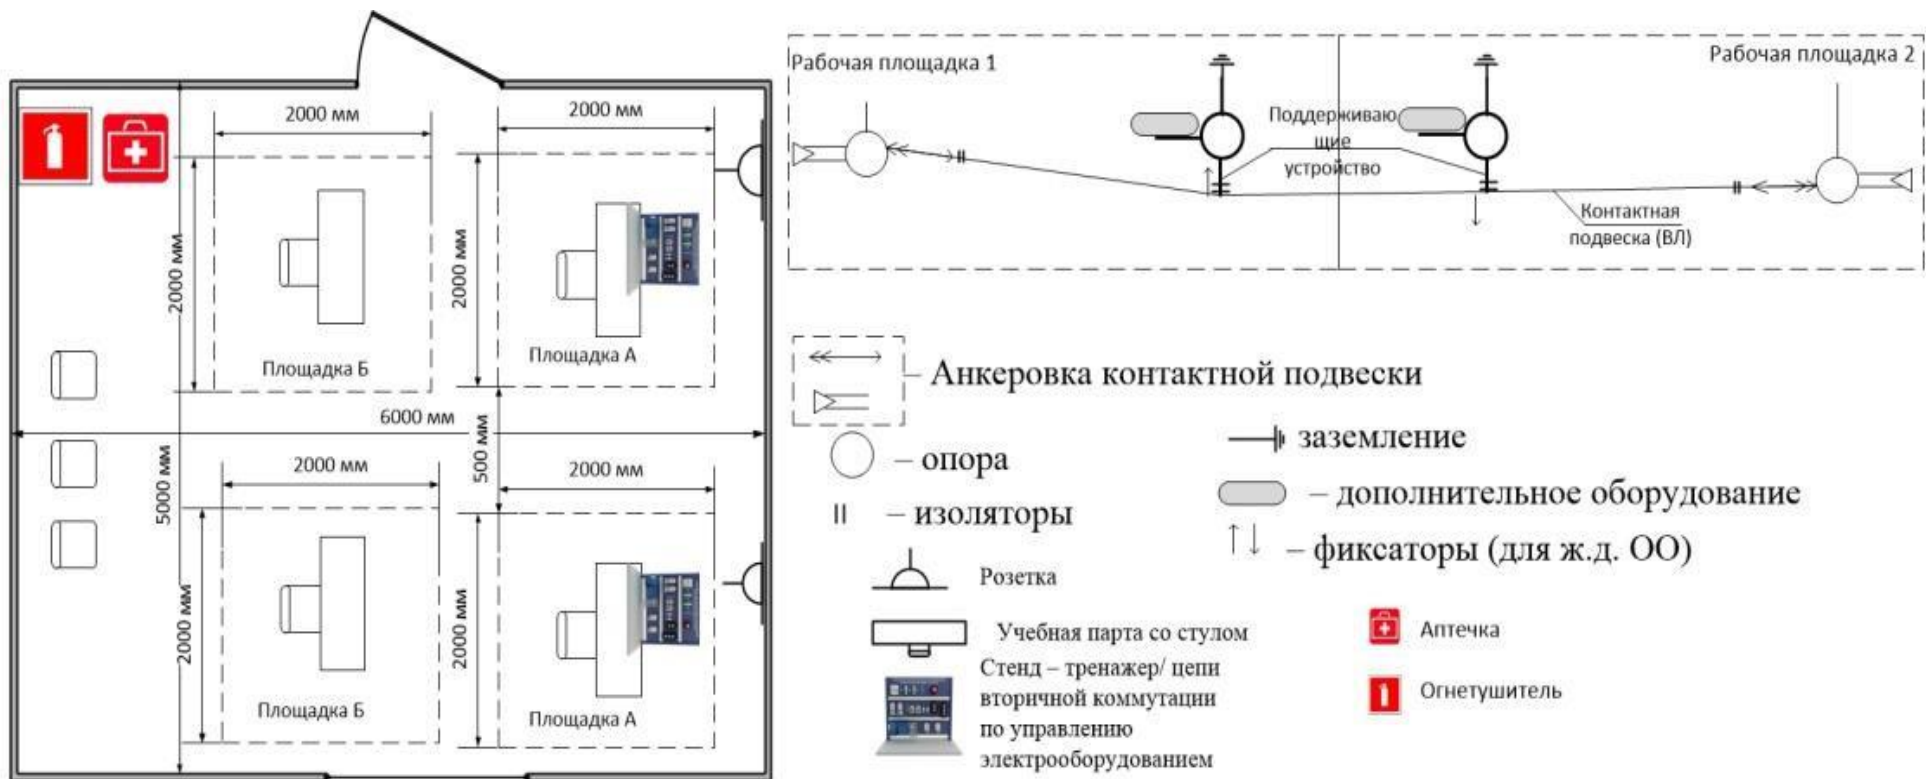 2000 мм
2000 мм
2000 мм
2000 мм
Площадка Б
Площадка А
6000 мм
500 мм
5000 мм
2000 мм
2000 мм
2000 мм
2000 мм
Площадка Б
Площадка А
Рабочая площадка 1
Рабочая площадка 2
Поддерживаю
щие
устройство
Контактная
подвеска (ВЛ)
– Анкеровка контактной подвески
– опора
– изоляторы
– заземление
– дополнительное оборудование
– фиксаторы (для ж.д. ОО)
Розетка
Учебная парта со стулом
Стенд – тренажер/ цепи
вторичной коммутации
по управлению
электрооборудованием
Аптечка
Огнетушитель